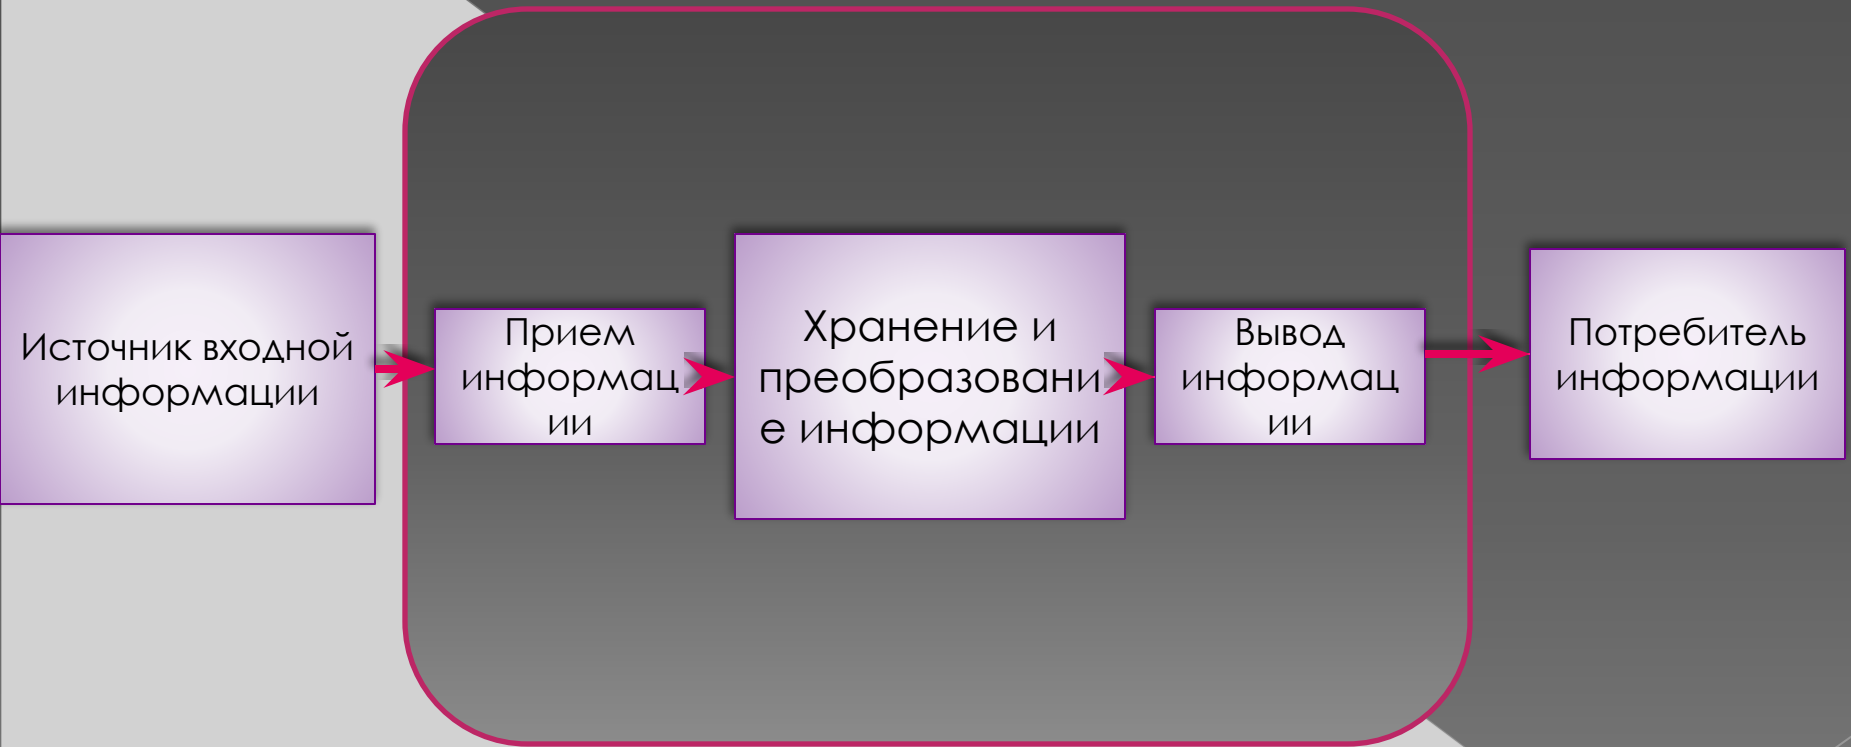 Источник входной
информации
Прием
информац
ии
Хранение и
преобразовани
е информации
Вывод
информац
ии
Потребитель
информации